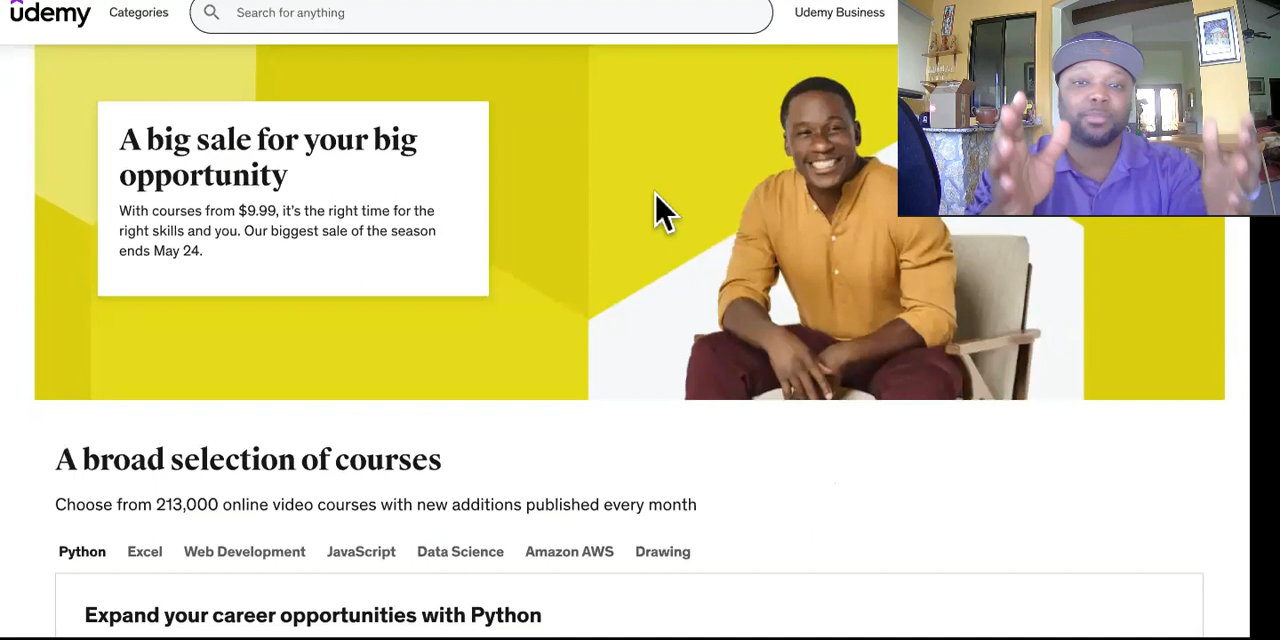 ûdemy
Categories
Search for anything
Udemy Business
A big sale for your big
opportunity
With courses from $9.99, it's the right time for the
right skills and you. Our biggest sale of the season
ends May 24.
A broad selection of courses
Choose from 213,000 online video courses with new additions published every month
Python Excel Web Development JavaScript Data Science Amazon AWS Drawing
Expand your career opportunities with Python